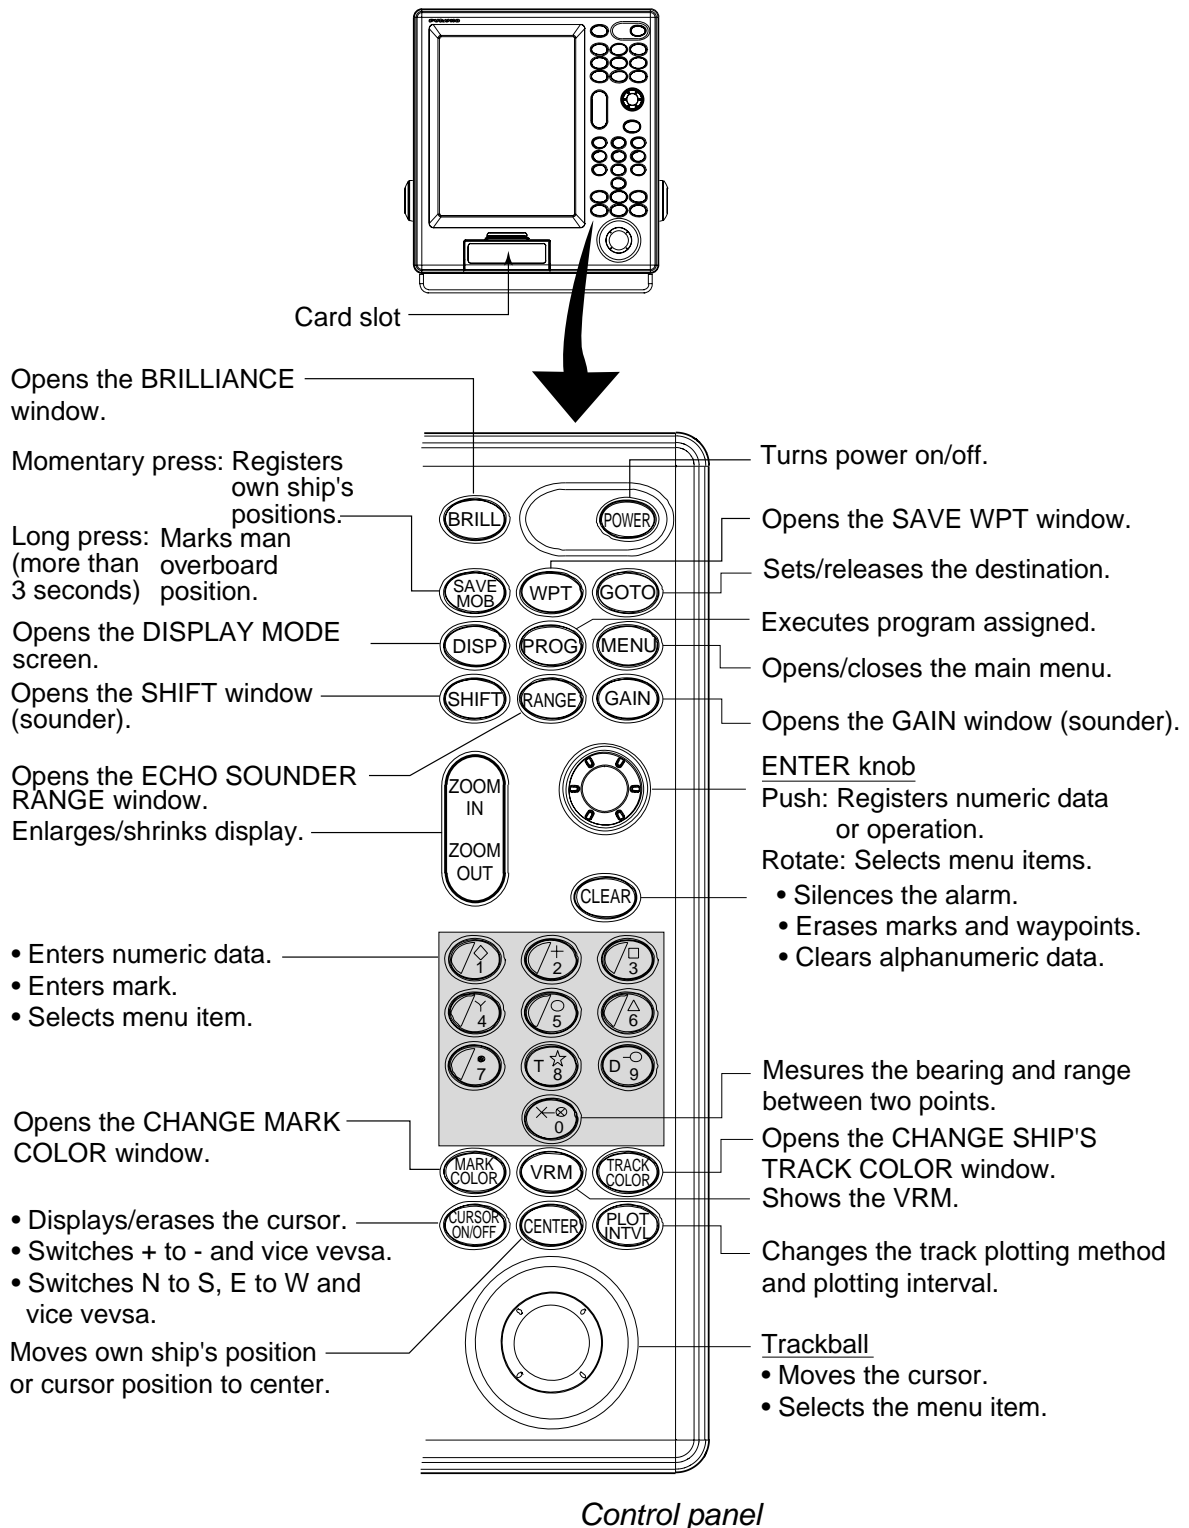 FURUNO
Card slot
Opens the BRILLIANCE
window.
Momentary press: Registers
own ship's
positions.
Long press: Marks man
(more than overboard
3 seconds) position.
Opens the DISPLAY MODE
screen.
Opens the SHIFT window
(sounder).
Opens the ECHO SOUNDER
RANGE window.
Enlarges/shrinks display.
• Enters numeric data.
• Enters mark.
• Selects menu item.
Opens the CHANGE MARK
COLOR window.
• Displays/erases the cursor.
• Switches + to - and vice vevsa.
• Switches N to S, E to W and
vice vevsa.
Moves own ship's position
or cursor position to center.
BRILL
POWER
SAVE
MOB
WPT
GOTO
DISP
PROG
MENU
SHIFT
RANGE
GAIN
ZOOM
IN
ZOOM
OUT
CLEAR
1
2
3
4
5
6
7
T 8
D 9
0
MARK
COLOR
VRM
TRACK
COLOR
CURSOR
ON/OFF
CENTER
PLOT
INTVL
Turns power on/off.
Opens the SAVE WPT window.
Sets/releases the destination.
Executes program assigned.
Opens/closes the main menu.
Opens the GAIN window (sounder).
ENTER knob
Push: Registers numeric data
or operation.
Rotate: Selects menu items.
• Silences the alarm.
• Erases marks and waypoints.
• Clears alphanumeric data.
Mesures the bearing and range
between two points.
Opens the CHANGE SHIP'S
TRACK COLOR window.
Shows the VRM.
Changes the track plotting method
and plotting interval.
Trackball
• Moves the cursor.
• Selects the menu item.
Control panel